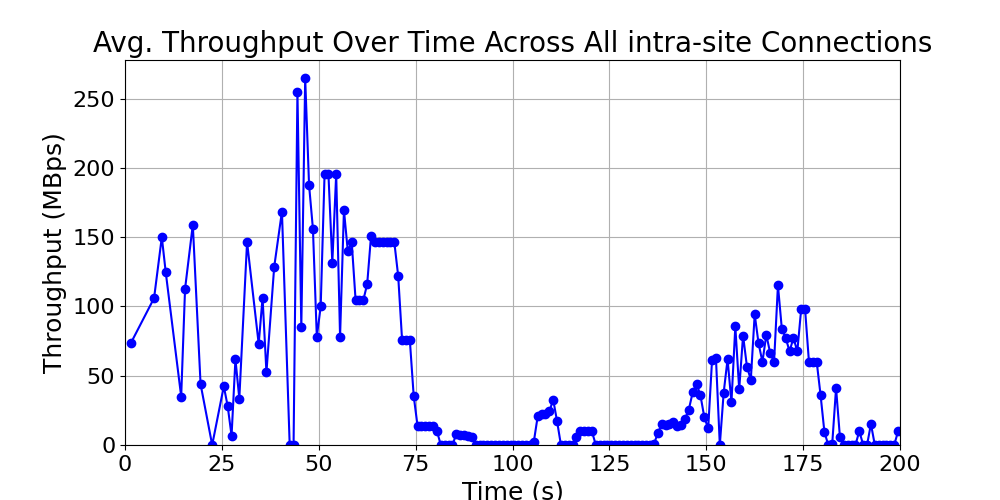 Avg. Throughput Over Time Across All intra-site Connections
Throughput (MBps)
250
200
150
100
50
0
0 25 50 75 100 125 150 175 200
Time (s)